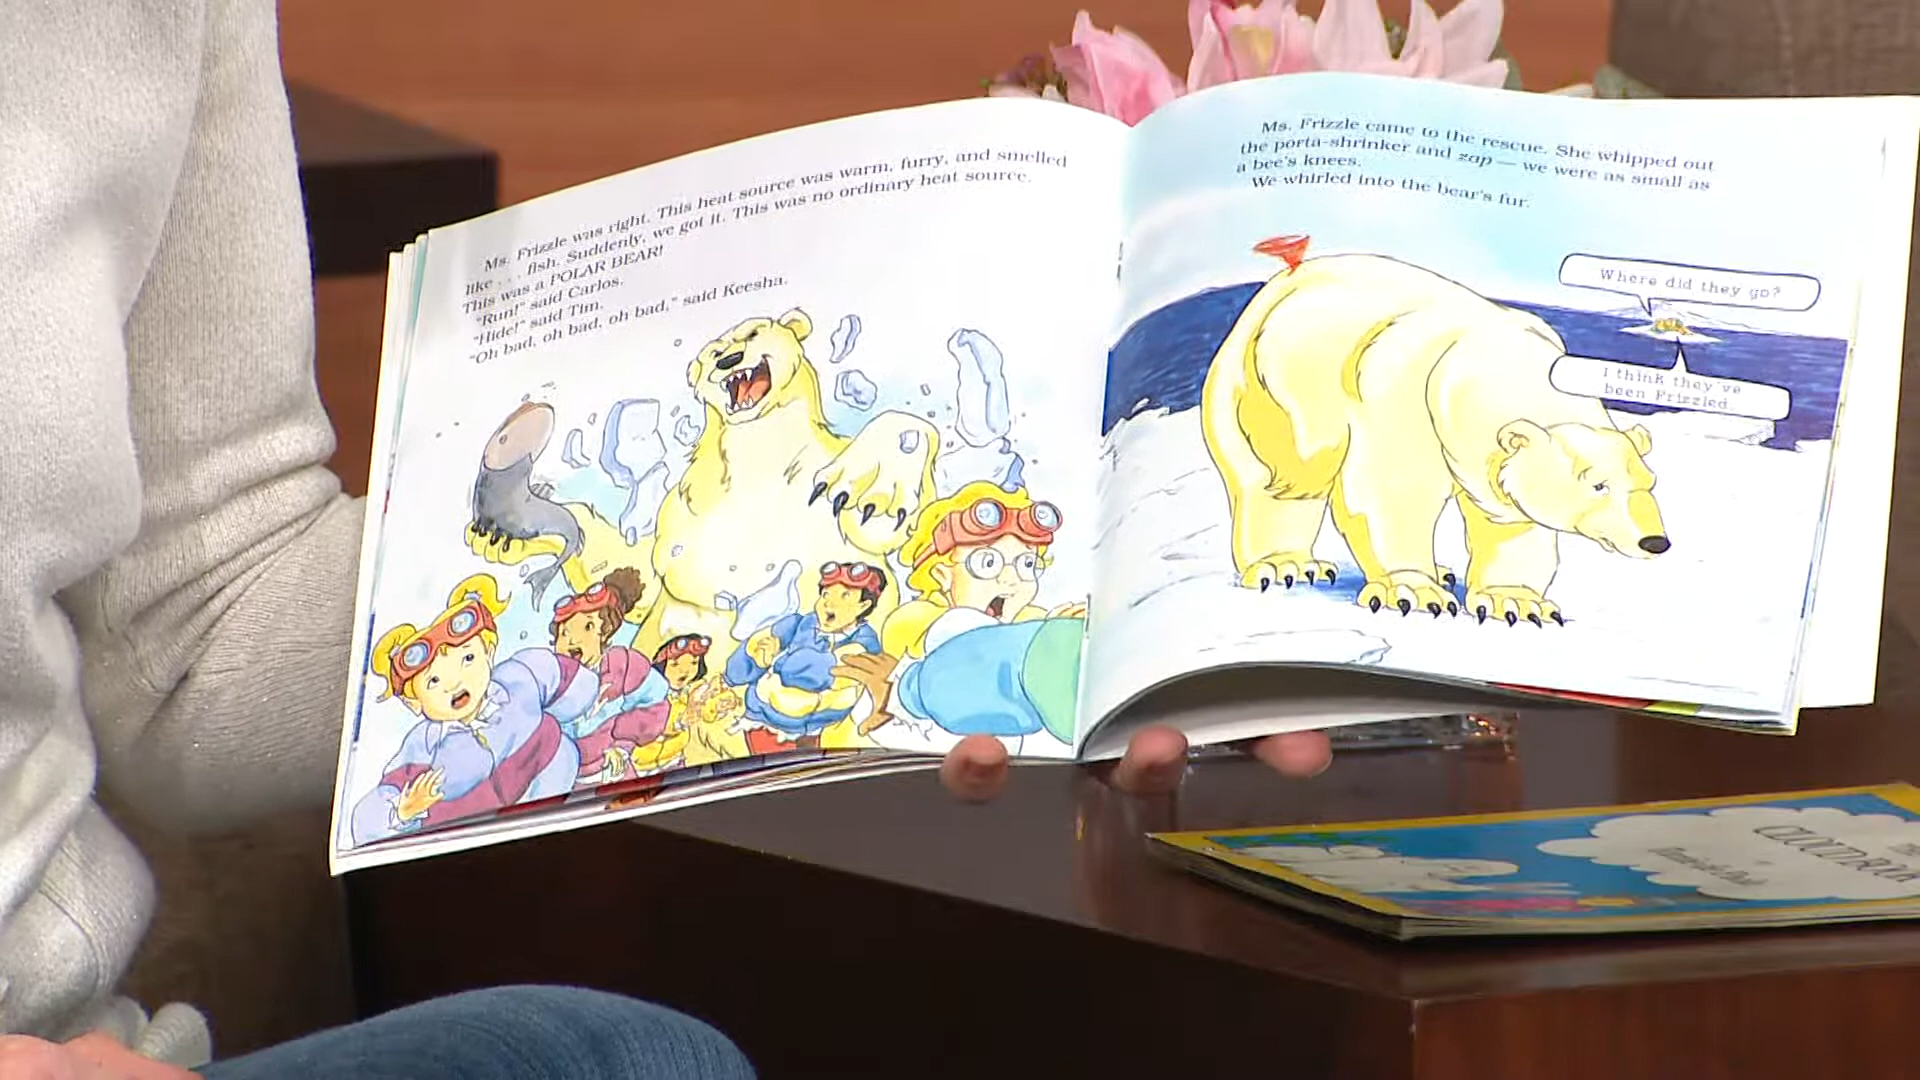 Ms. Frizzle was right. This heat source was warm, furry, and smelled
like . . . fish. Suddenly, we got it. This was no ordinary heat source.
This was a POLAR BEAR!
"Run!" said Carlos.
"Hide!" said Tim.
"Oh bad, oh bad, oh bad," said Keesha.
Ms. Frizzle came to the rescue. She whipped out
the porta-shrinker and zap — we were as small as
a bee's knees.
We whirled into the bear's fur.
Where did they go?
I think they've
been Frizzled.
CLOUD BOOK